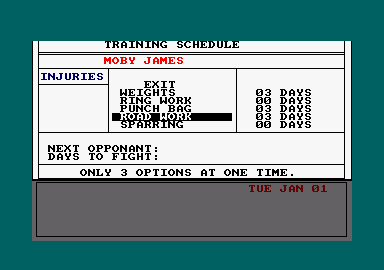 TRAINING SCHEDULE
MOBY JAMES
INJURIES
EXIT
WEIGHTS 03 DAYS
RING WORK 00 DAYS
PUNCH BAG 03 DAYS
ROAD WORK 03 DAYS
SPARRING 00 DAYS
NEXT OPPONANT:
DAYS TO FIGHT:
ONLY 3 OPTIONS AT ONE TIME.
TUE JAN 01